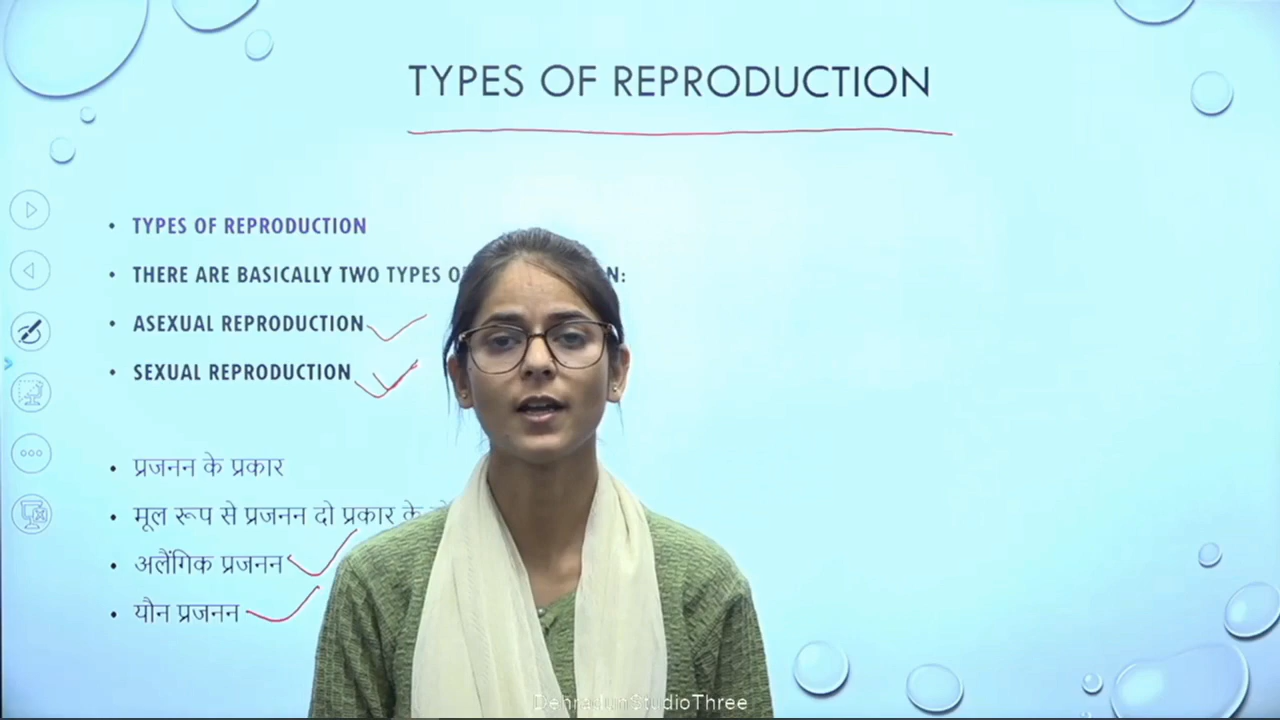 TYPES OF REPRODUCTION
TYPES OF REPRODUCTION
THERE ARE BASICALLY TWO TYPES O N:
ASEXUAL REPRODUCTION
SEXUAL REPRODUCTION
प्रजनन के प्रकार
मूल रूप से प्रजनन दो प्रकार के
अलैंगिक प्रजनन
यौन प्रजनन
DehradunStudioThree